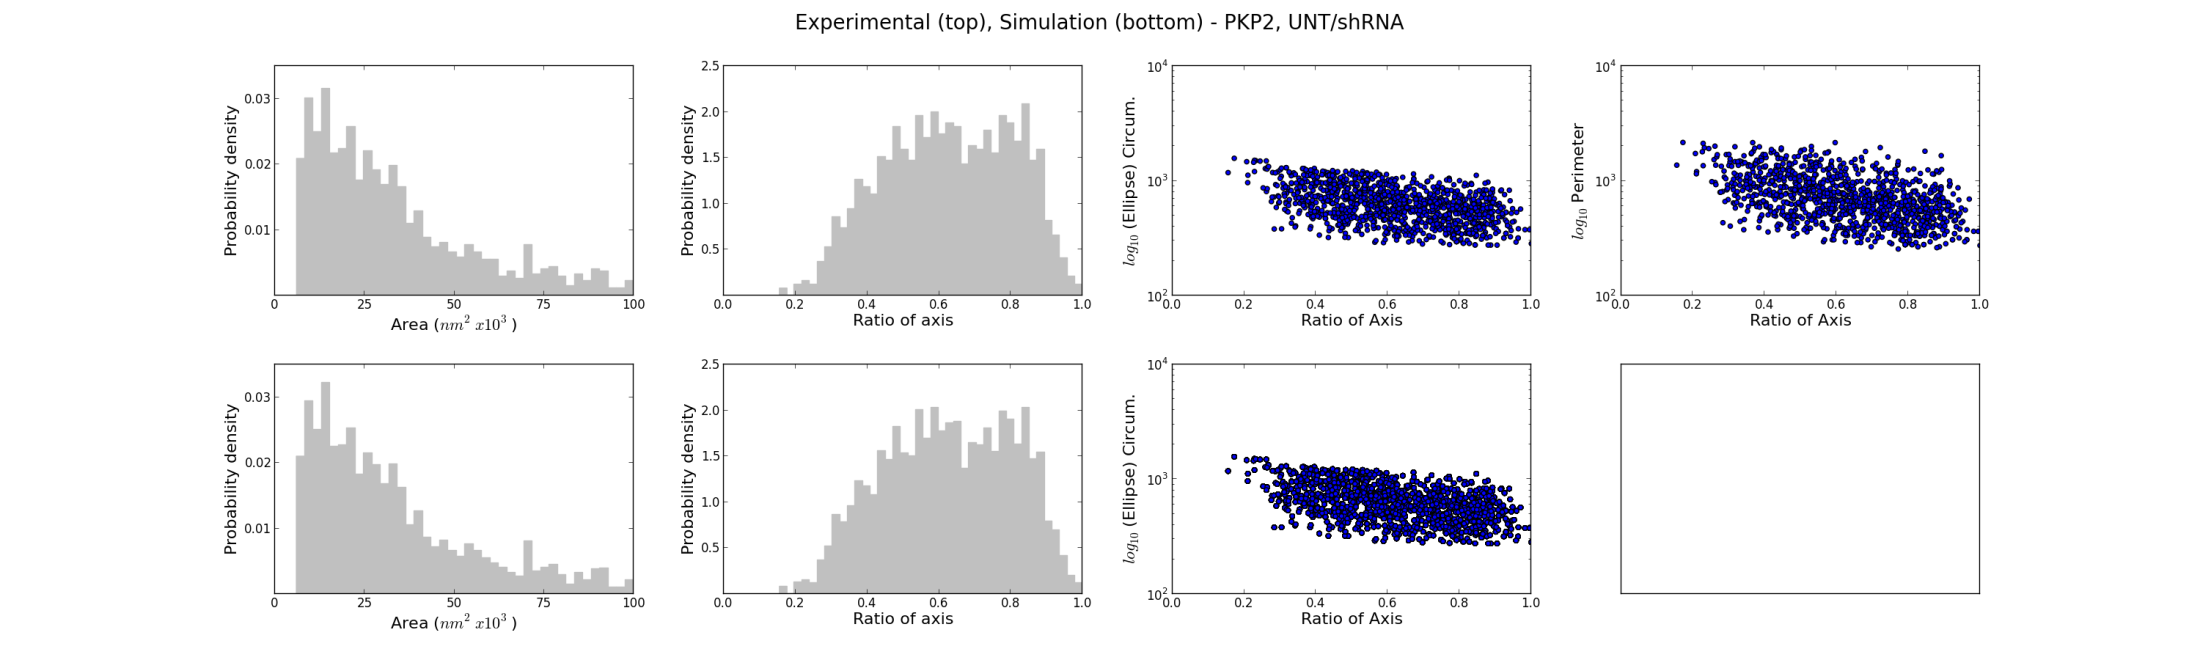 Experimental (top), Simulation (bottom) - PKP2, UNT/shRNA
Probability density
0.03
0.02
0.01
0 25 50 75 100
Area (nm² x10³ )
Probability density
2.5
2.0
1.5
1.0
0.5
0.0 0.2 0.4 0.6 0.8 1.0
Ratio of axis
log₁₀ (Ellipse) Circum.
10⁴
10³
10²
0.0 0.2 0.4 0.6 0.8 1.0
Ratio of Axis
log₁₀ Perimeter
10⁴
10³
10²
0.0 0.2 0.4 0.6 0.8 1.0
Ratio of Axis
Probability density
0.03
0.02
0.01
0 25 50 75 100
Area (nm² x10³ )
Probability density
2.5
2.0
1.5
1.0
0.5
0.0 0.2 0.4 0.6 0.8 1.0
Ratio of axis
log₁₀ (Ellipse) Circum.
10⁴
10³
10²
0.0 0.2 0.4 0.6 0.8 1.0
Ratio of Axis